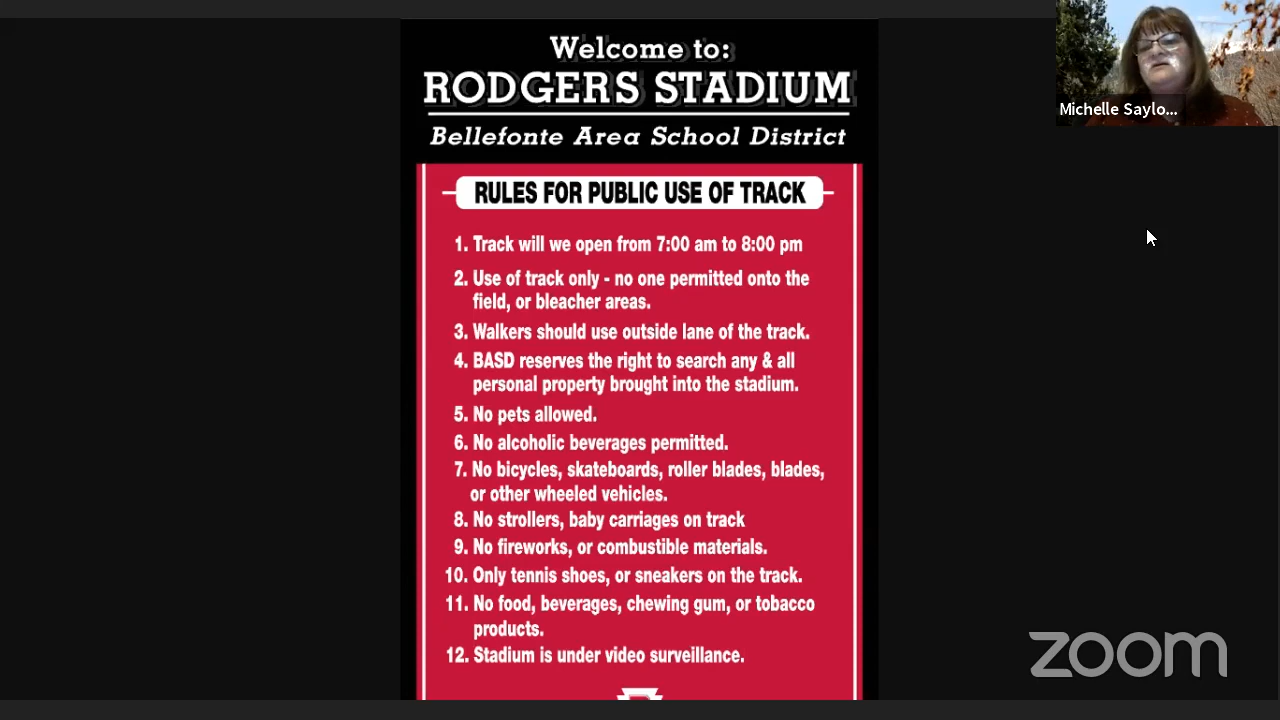 Welcome to:
RODGERS STADIUM
Bellefonte Area School District
RULES FOR PUBLIC USE OF TRACK
1. Track will we open from 7:00 am to 8:00 pm
2. Use of track only - no one permitted onto the
field, or bleacher areas.
3. Walkers should use outside lane of the track.
4. BASD reserves the right to search any & all
personal property brought into the stadium.
5. No pets allowed.
6. No alcoholic beverages permitted.
7. No bicycles, skateboards, roller blades, blades,
or other wheeled vehicles.
8. No strollers, baby carriages on track
9. No fireworks, or combustible materials.
10. Only tennis shoes, or sneakers on the track.
11. No food, beverages, chewing gum, or tobacco
products.
12. Stadium is under video surveillance.
Michelle Saylo...
zoom